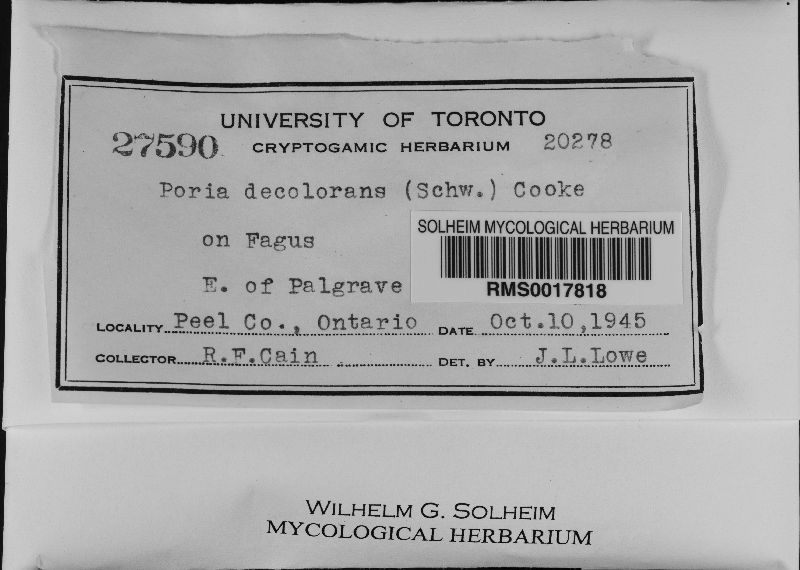 UNIVERSITY OF TORONTO
27590 CRYPTOGAMIC HERBARIUM 20278
Poria decolorans (Schw.) Cooke
on Fagus
SOLHEIM MYCOLOGICAL HERBARIUM
RMS0017818
E. of Palgrave
LOCALITY Peel Co., Ontario DATE Oct.10,1945
COLLECTOR R.F.Cain DET. BY J.L.Lowe
WILHELM G. SOLHEIM
MYCOLOGICAL HERBARIUM